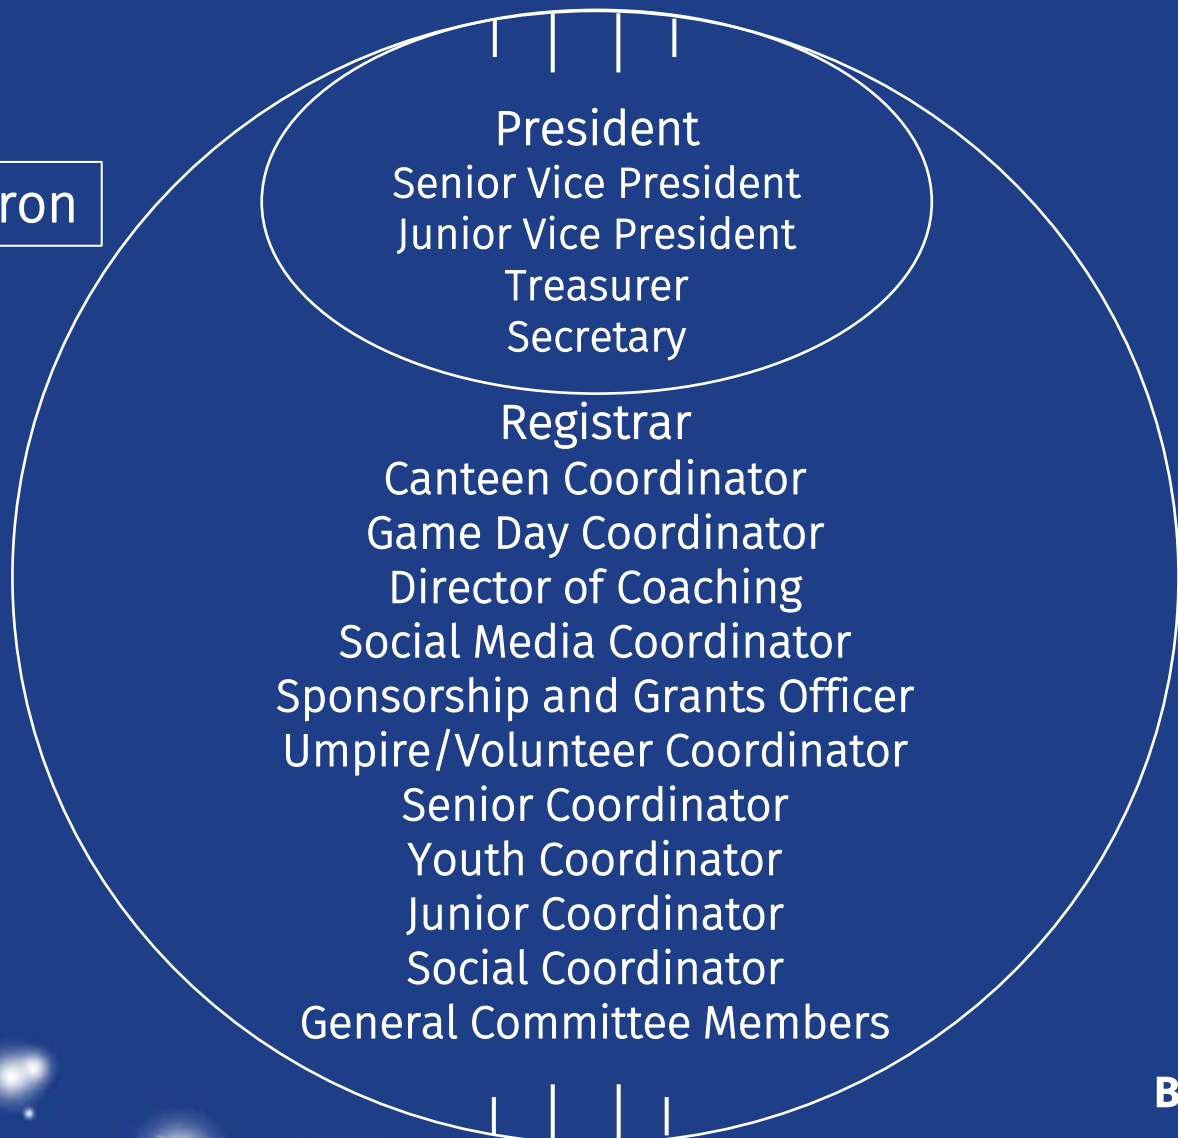 President
Senior Vice President
Junior Vice President
ron
Treasurer
Secretary
Registrar
Canteen Coordinator
Game Day Coordinator
Director of Coaching
Social Media Coordinator
Sponsorship and Grants Officer
Umpire/Volunteer Coordinator
Senior Coordinator
Youth Coordinator
Junior Coordinator
Social Coordinator
General Committee Members
B